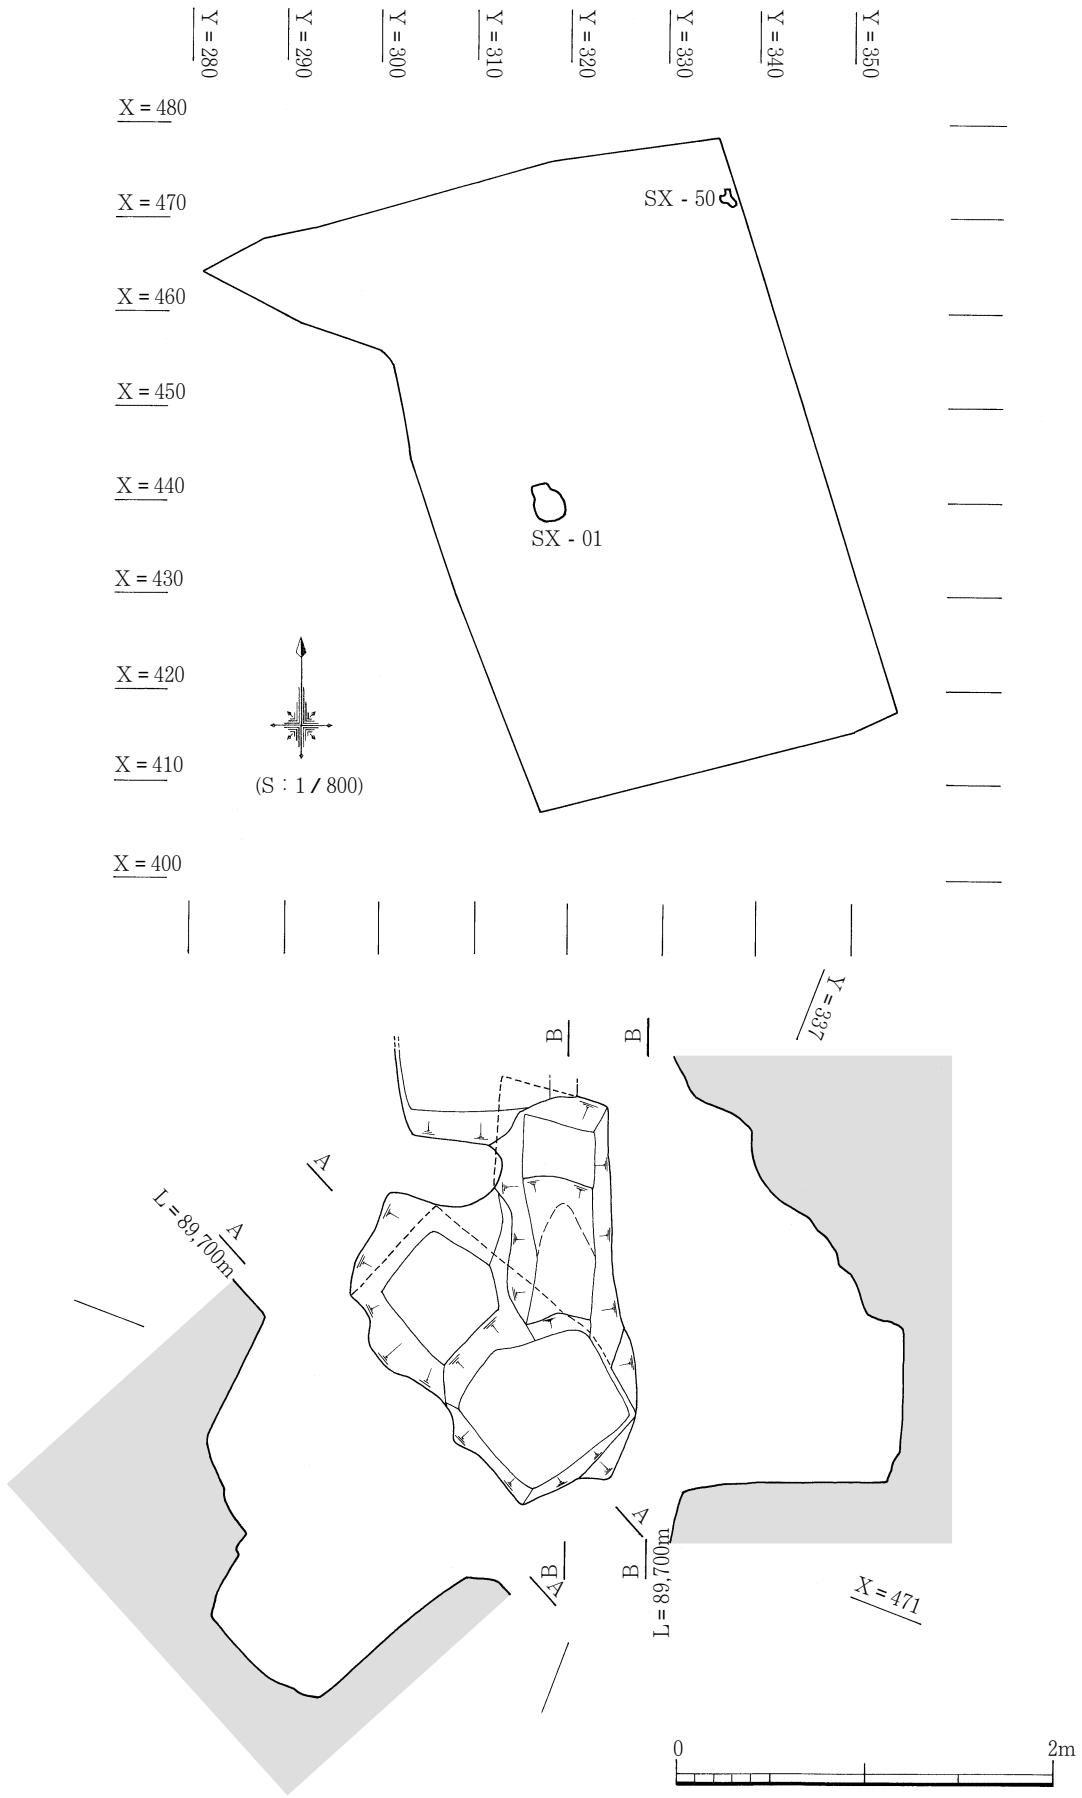 Y = 280
Y = 290
Y = 300
Y = 310
Y = 320
Y = 330
Y = 340
Y = 350
X = 480
X = 470
X = 460
X = 450
X = 440
X = 430
X = 420
X = 410
X = 400
SX - 50
SX - 01
(S : 1 / 800)
Y = 337
B
B
A
A
L = 89,700m
A
A
B
B
L = 89,700m
X = 471
0 2m